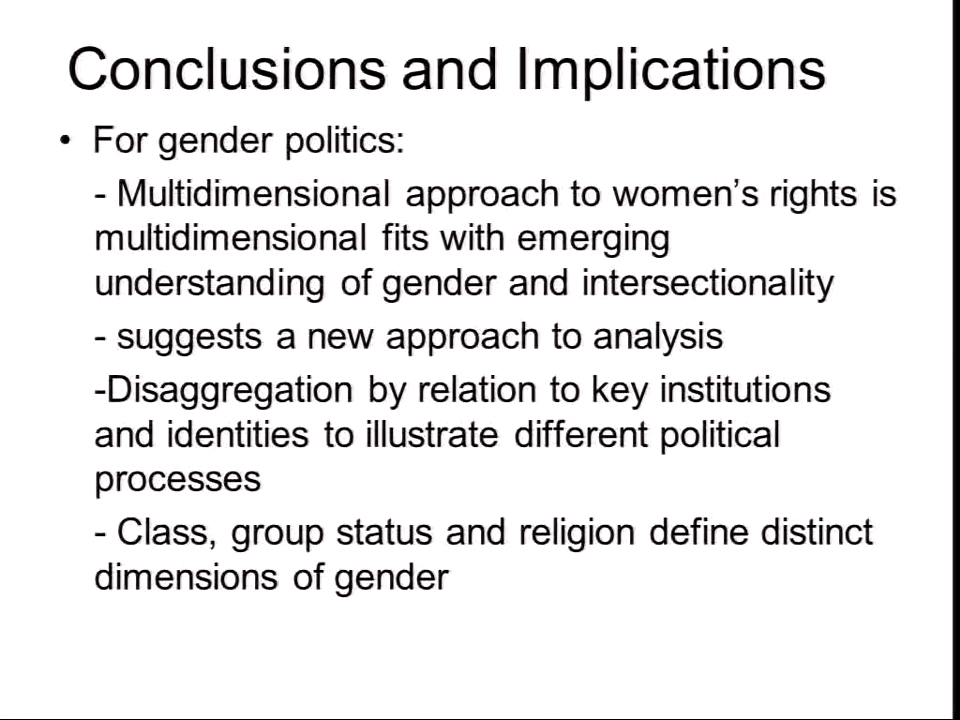 Conclusions and Implications
• For gender politics:
- Multidimensional approach to women’s rights is
multidimensional fits with emerging
understanding of gender and intersectionality
- suggests a new approach to analysis
-Disaggregation by relation to key institutions
and identities to illustrate different political
processes
- Class, group status and religion define distinct
dimensions of gender